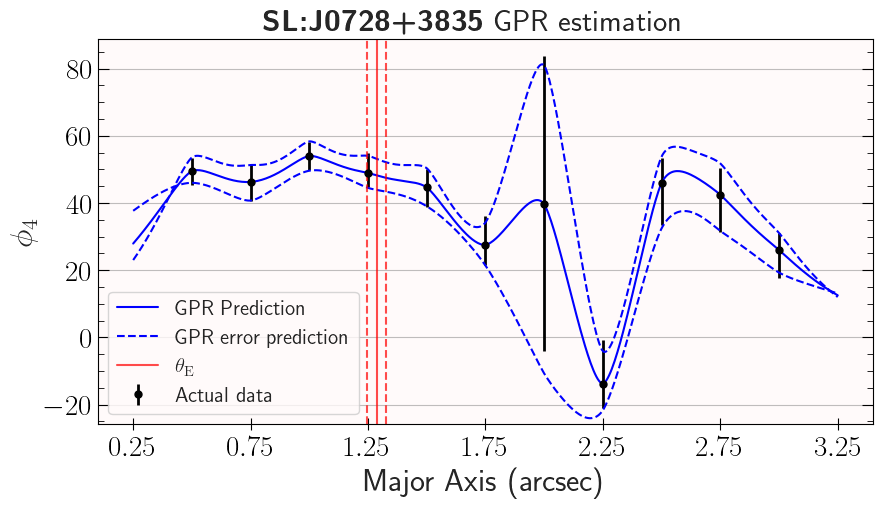 SL:J0728+3835 GPR estimation
80
60
40
20
0
−20
ϕ4
GPR Prediction
GPR error prediction
θE
Actual data
0.25 0.75 1.25 1.75 2.25 2.75 3.25
Major Axis (arcsec)